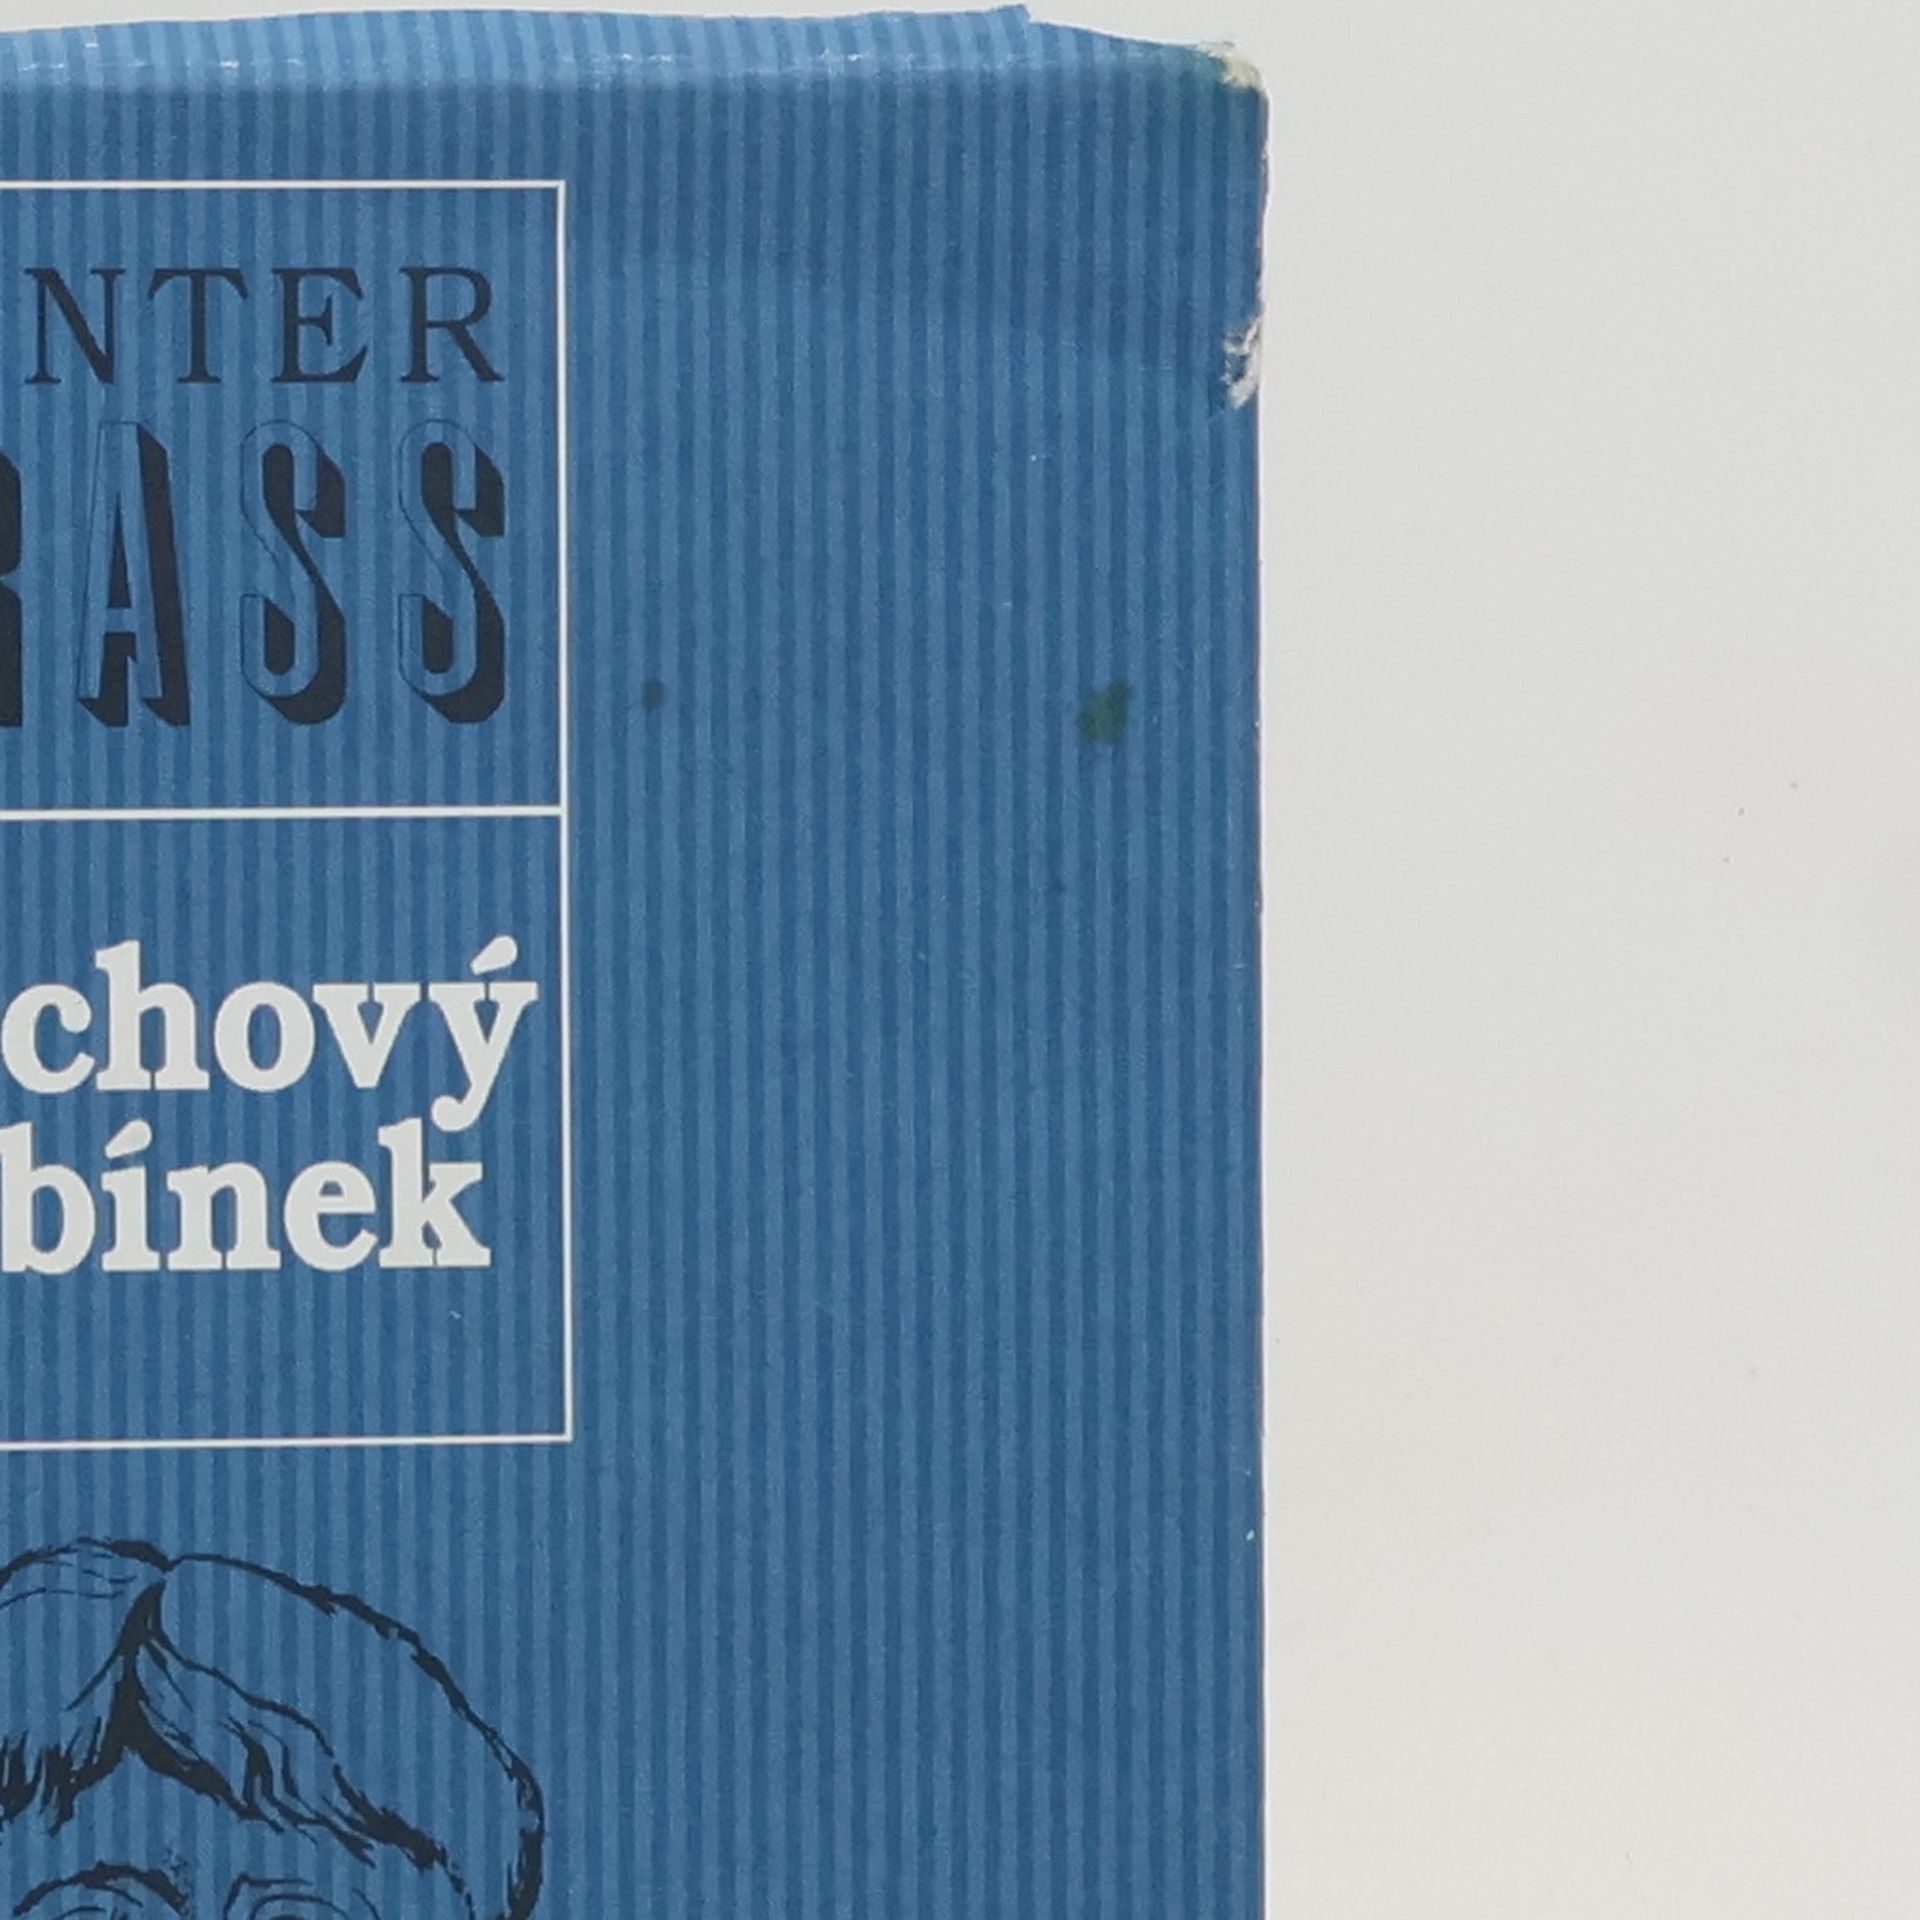 NTER
RASS
chový
bínek